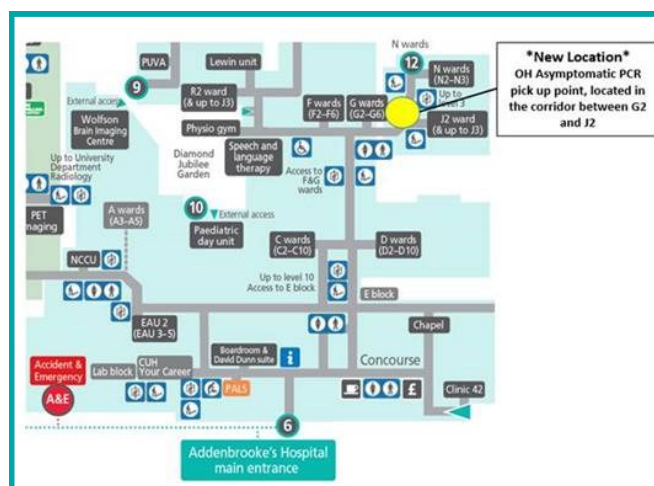 N wards
12
*New Location*
OH Asymptomatic PCR
pick up point, located in
the corridor between G2
and J2
PUVA
Lewin unit
9
R2 ward
(& up to J3)
F wards
(F2–F6)
G wards
(G2–G6)
N wards
(N2–N3)
Up to
level 3
J2 ward
(& up to J3)
External access
Wolfson
Brain Imaging
Centre
Physio gym
Speech and
language
therapy
Diamond
Jubilee
Garden
Access to
F&G
wards
Up to University
Department
Radiology
PET
maging
A wards
(A3–A5)
10
External access
Paediatric
day unit
C wards
(C2–C10)
D wards
(D2–D10)
NCCU
Up to level 10
Access to E block
E block
EAU 2
(EAU 3–5)
Chapel
Boardroom &
David Dunn suite
i
Concourse
Accident &
Emergency
A&E
Lab block
CUH
Your Career
PALS
£
Clinic 42
6
Addenbrooke's Hospital
main entrance